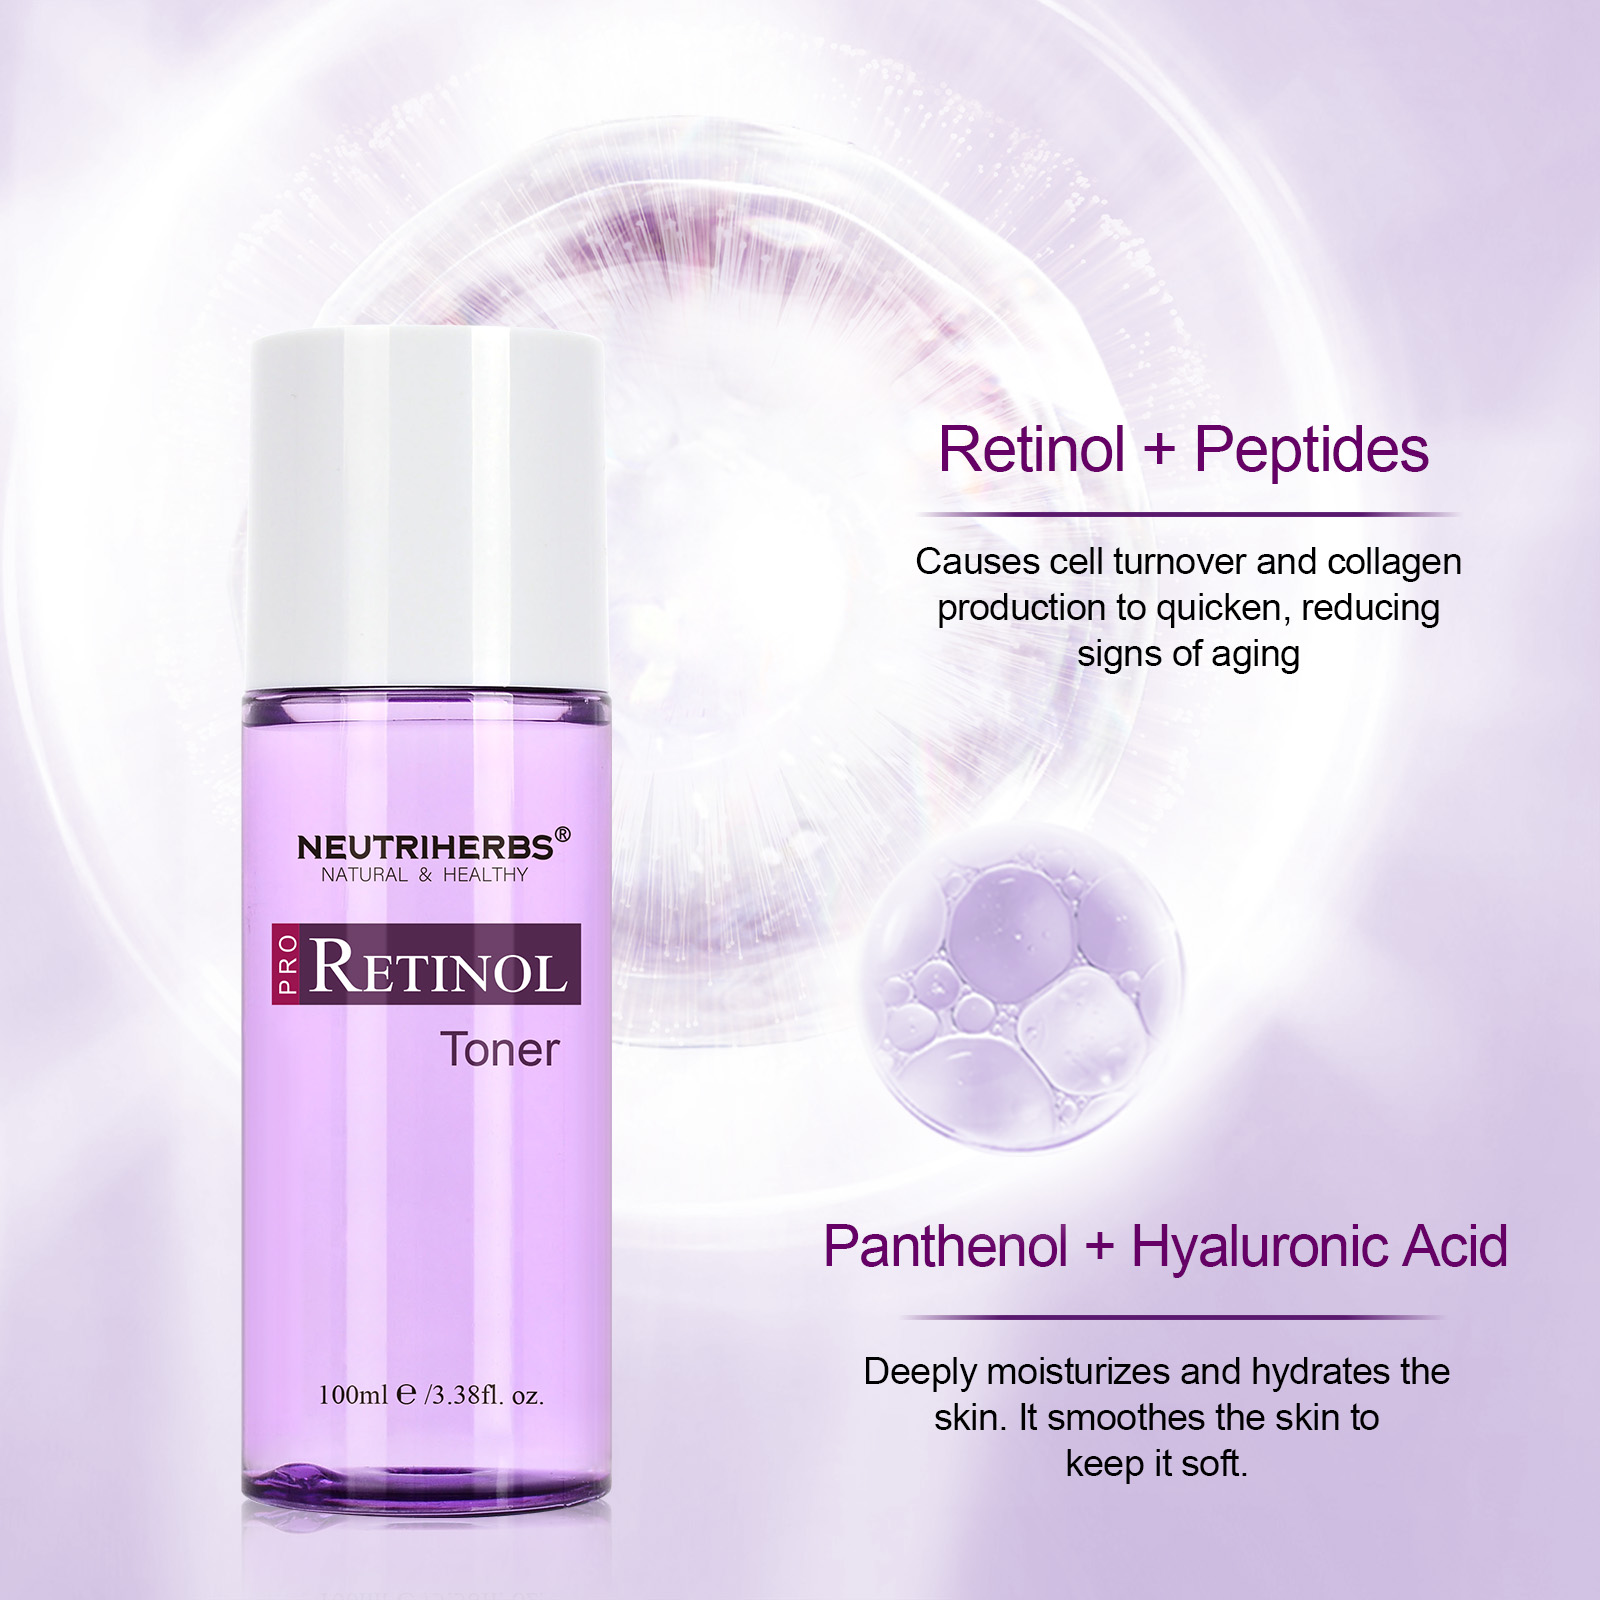 NEUTRIHERBS®
NATURAL & HEALTHY
PRO
RETINOL
Toner
100ml ℮ /3.38fl. oz.
Retinol + Peptides
Causes cell turnover and collagen
production to quicken, reducing
signs of aging
Panthenol + Hyaluronic Acid
Deeply moisturizes and hydrates the
skin. It smoothes the skin to
keep it soft.